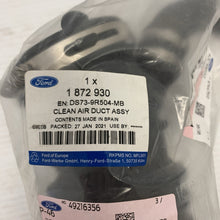 Ford
1 x
1 872 930
EN: DS73-9R504-MB
CLEAN AIR DUCT ASSY
CONTENTS MADE IN SPAIN
PACKED: 27 JAN 2021 USE BY:
Ford
Ford of Europe
Ford-Werke GmbH, Henry-Ford-Straße 1, 50735 Köln
49216356